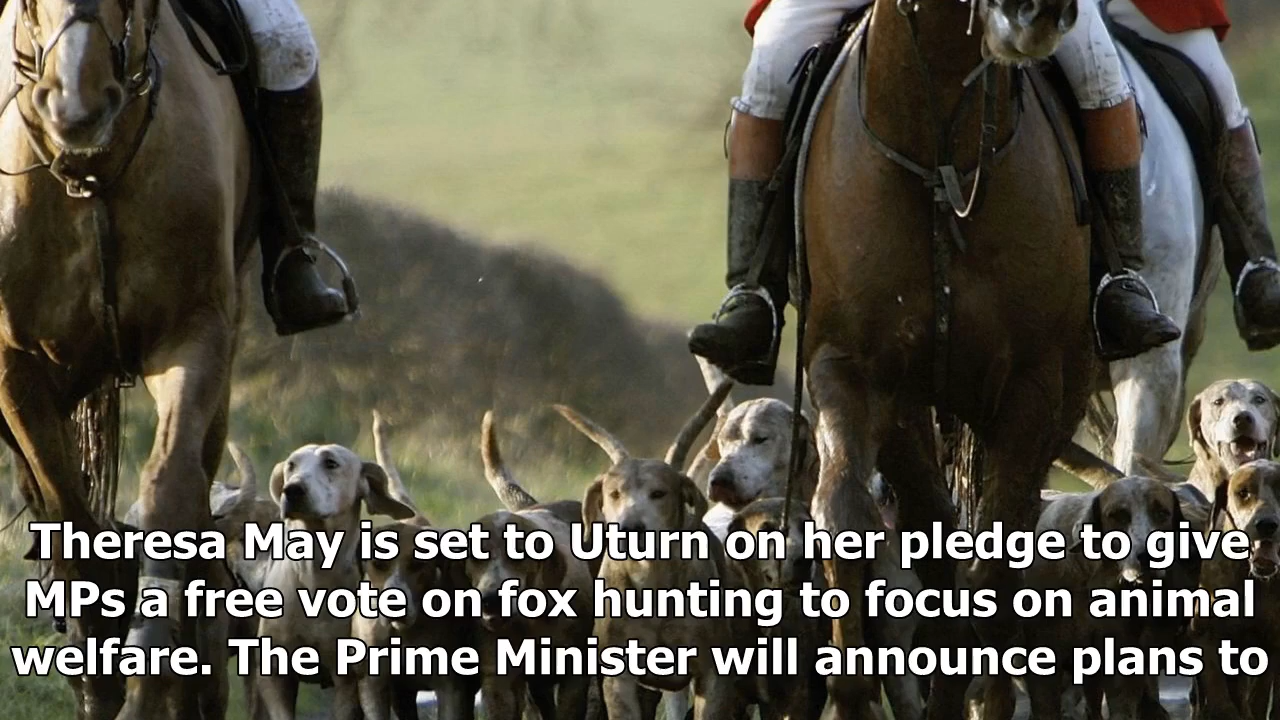 Theresa May is set to Uturn on her pledge to give
MPs a free vote on fox hunting to focus on animal
welfare. The Prime Minister will announce plans to